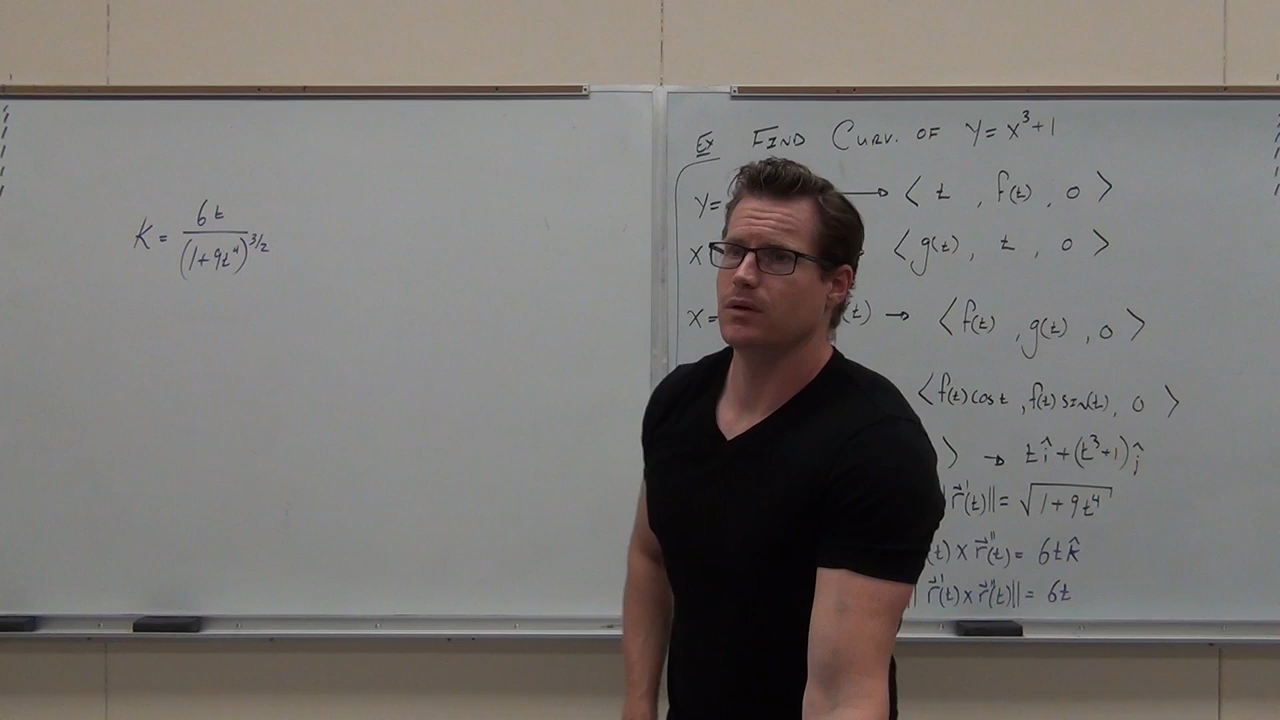 K = 6t / (1+9t⁴)^3/2
Ex Find Curv. of y = x³+1
y= → ⟨ t , f(t) , 0 ⟩
x ⟨ g(t) , t , 0 ⟩
x= (t) → ⟨ f(t) , g(t) , 0 ⟩
⟨ f(t) cos t , f(t) sin(t) , 0 ⟩
⟩ → t î + (t³+1) ĵ
r⃗'(t)|| = √(1+9t⁴)
(t) × r⃗''(t) = 6t k̂
|| r⃗'(t) × r⃗''(t)|| = 6t